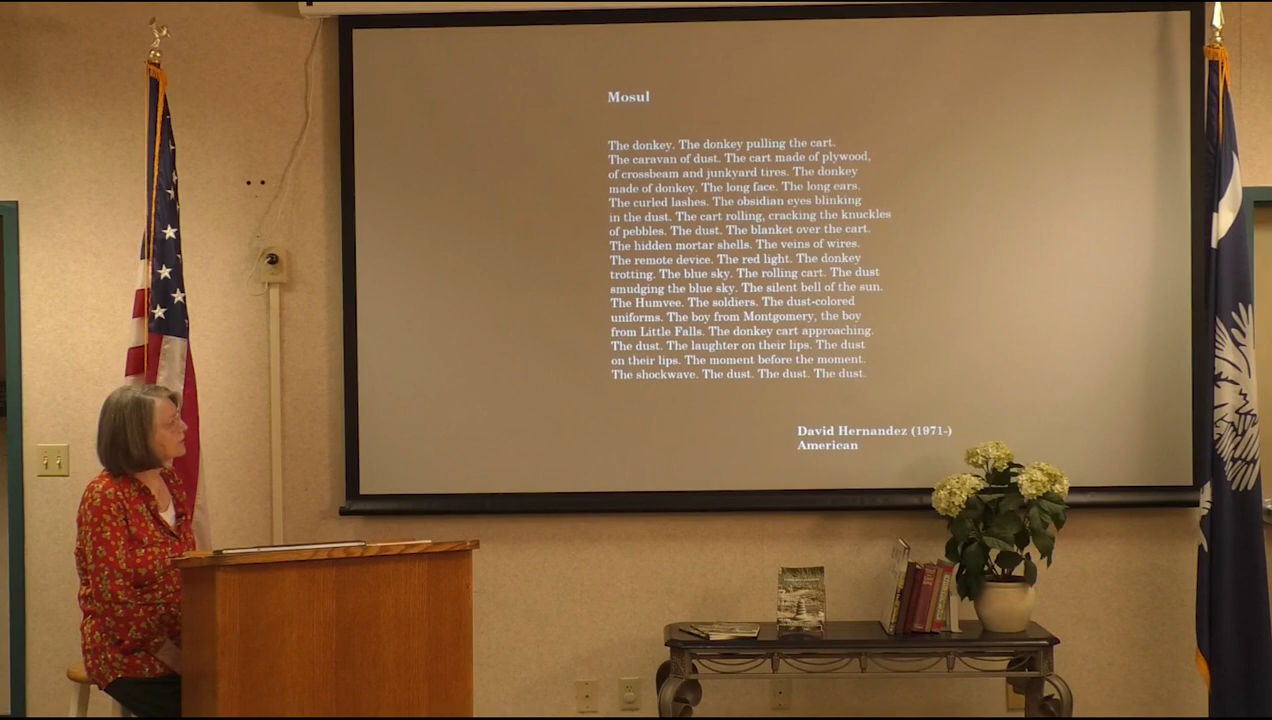 Mosul
The donkey. The donkey pulling the cart.
The caravan of dust. The cart made of plywood,
of crossbeam and junkyard tires. The donkey
made of donkey. The long face. The long ears.
The curled lashes. The obsidian eyes blinking
in the dust. The cart rolling, cracking the knuckles
of pebbles. The dust. The blanket over the cart.
The hidden mortar shells. The veins of wires.
The remote device. The red light. The donkey
trotting. The blue sky. The rolling cart. The dust
smudging the blue sky. The silent bell of the sun.
The Humvee. The soldiers. The dust-colored
uniforms. The boy from Montgomery, the boy
from Little Falls. The donkey cart approaching.
The dust. The laughter on their lips. The dust
on their lips. The moment before the moment.
The shockwave. The dust. The dust. The dust.
David Hernandez (1971-)
American